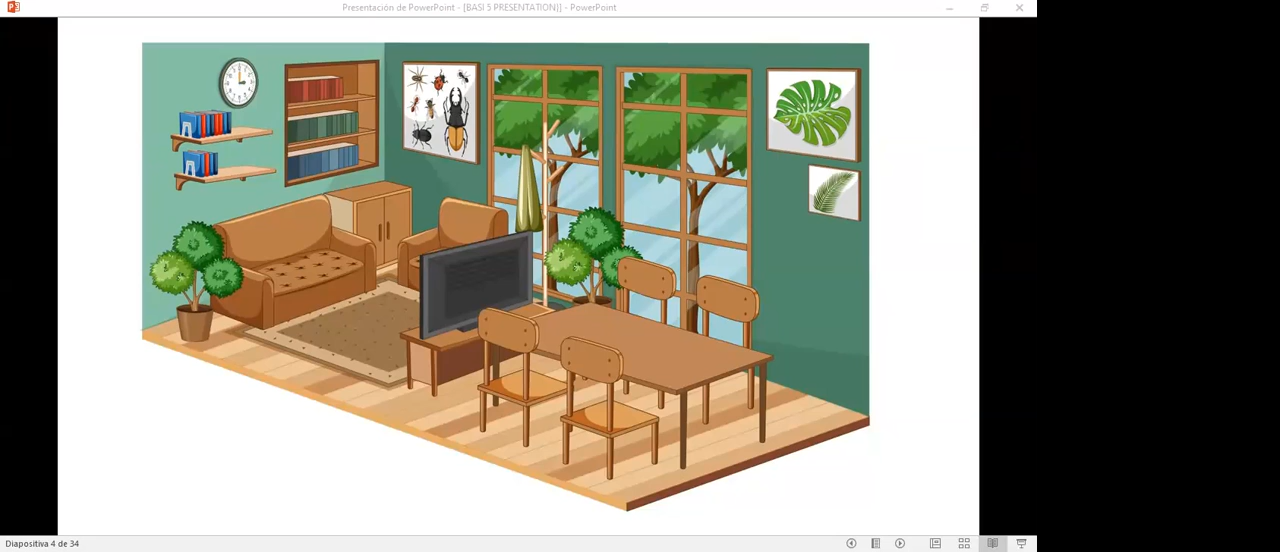 Presentación de PowerPoint - [BASI 5 PRESENTATION)] - PowerPoint
Diapositiva 4 de 34